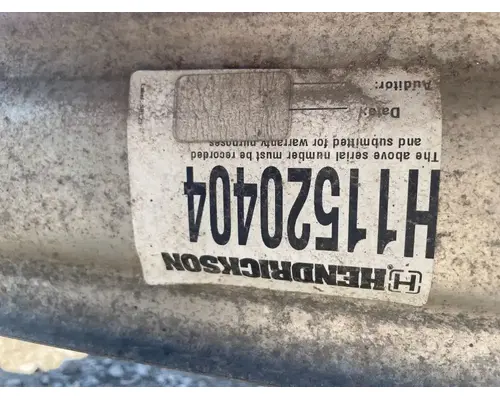 HENDRICKSON
H11520404
The above serial number must be recorded
and submitted for warranty purposes
Date:
Auditor: